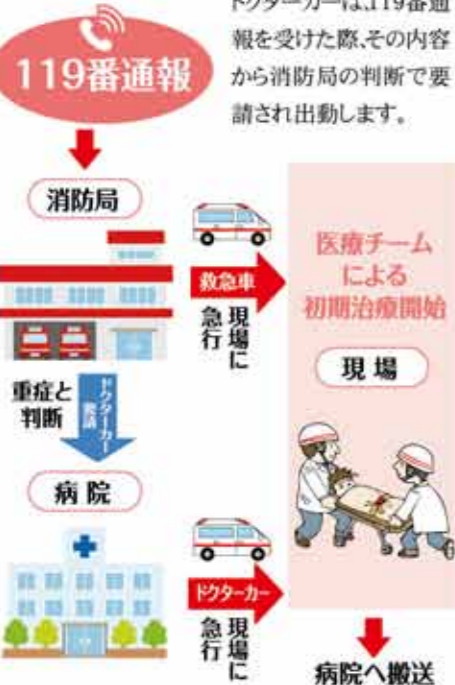 119番通報
ドクターカーは、119番通
報を受けた際、その内容
から消防局の判断で要
請され出動します。
消防局
救急車
現場に
急行
医療チーム
による
初期治療開始
現場
重症と
判断
ドクターカー
要請
病院
ドクターカー
現場に
急行
病院へ搬送